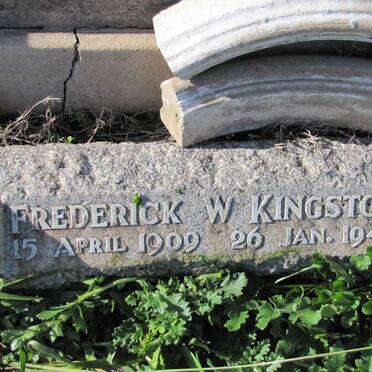 FREDERICK W KINGSTO
15 APRIL 1909 26 JAN. 194